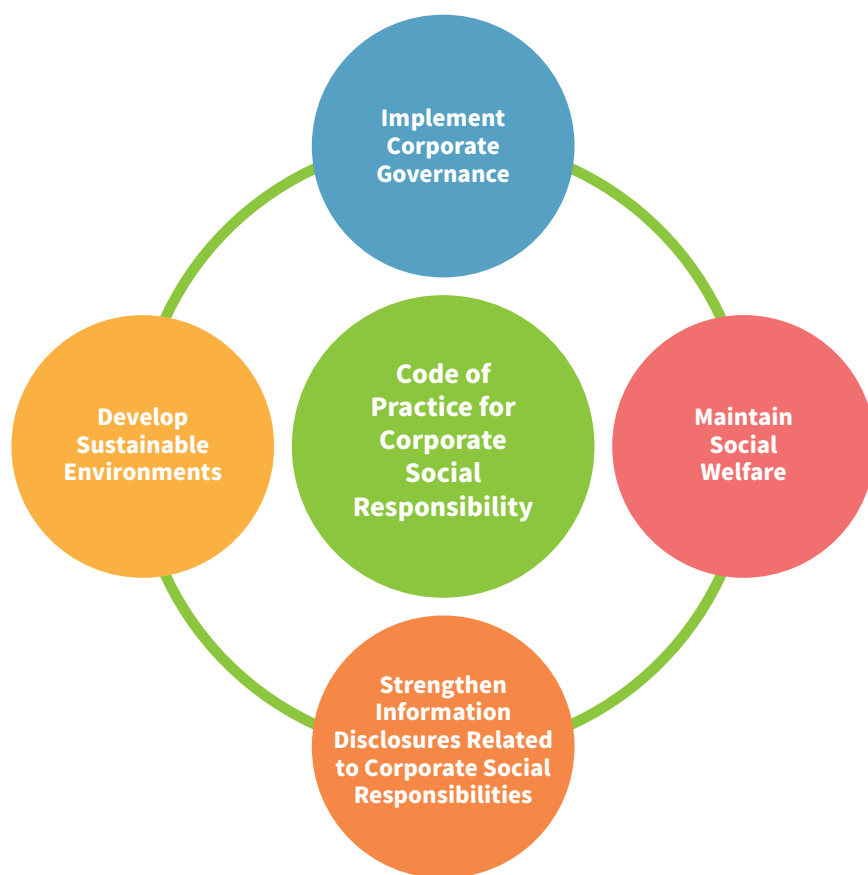 Implement
Corporate
Governance
Develop
Sustainable
Environments
Code of
Practice for
Corporate
Social
Responsibility
Maintain
Social
Welfare
Strengthen
Information
Disclosures Related
to Corporate Social
Responsibilities